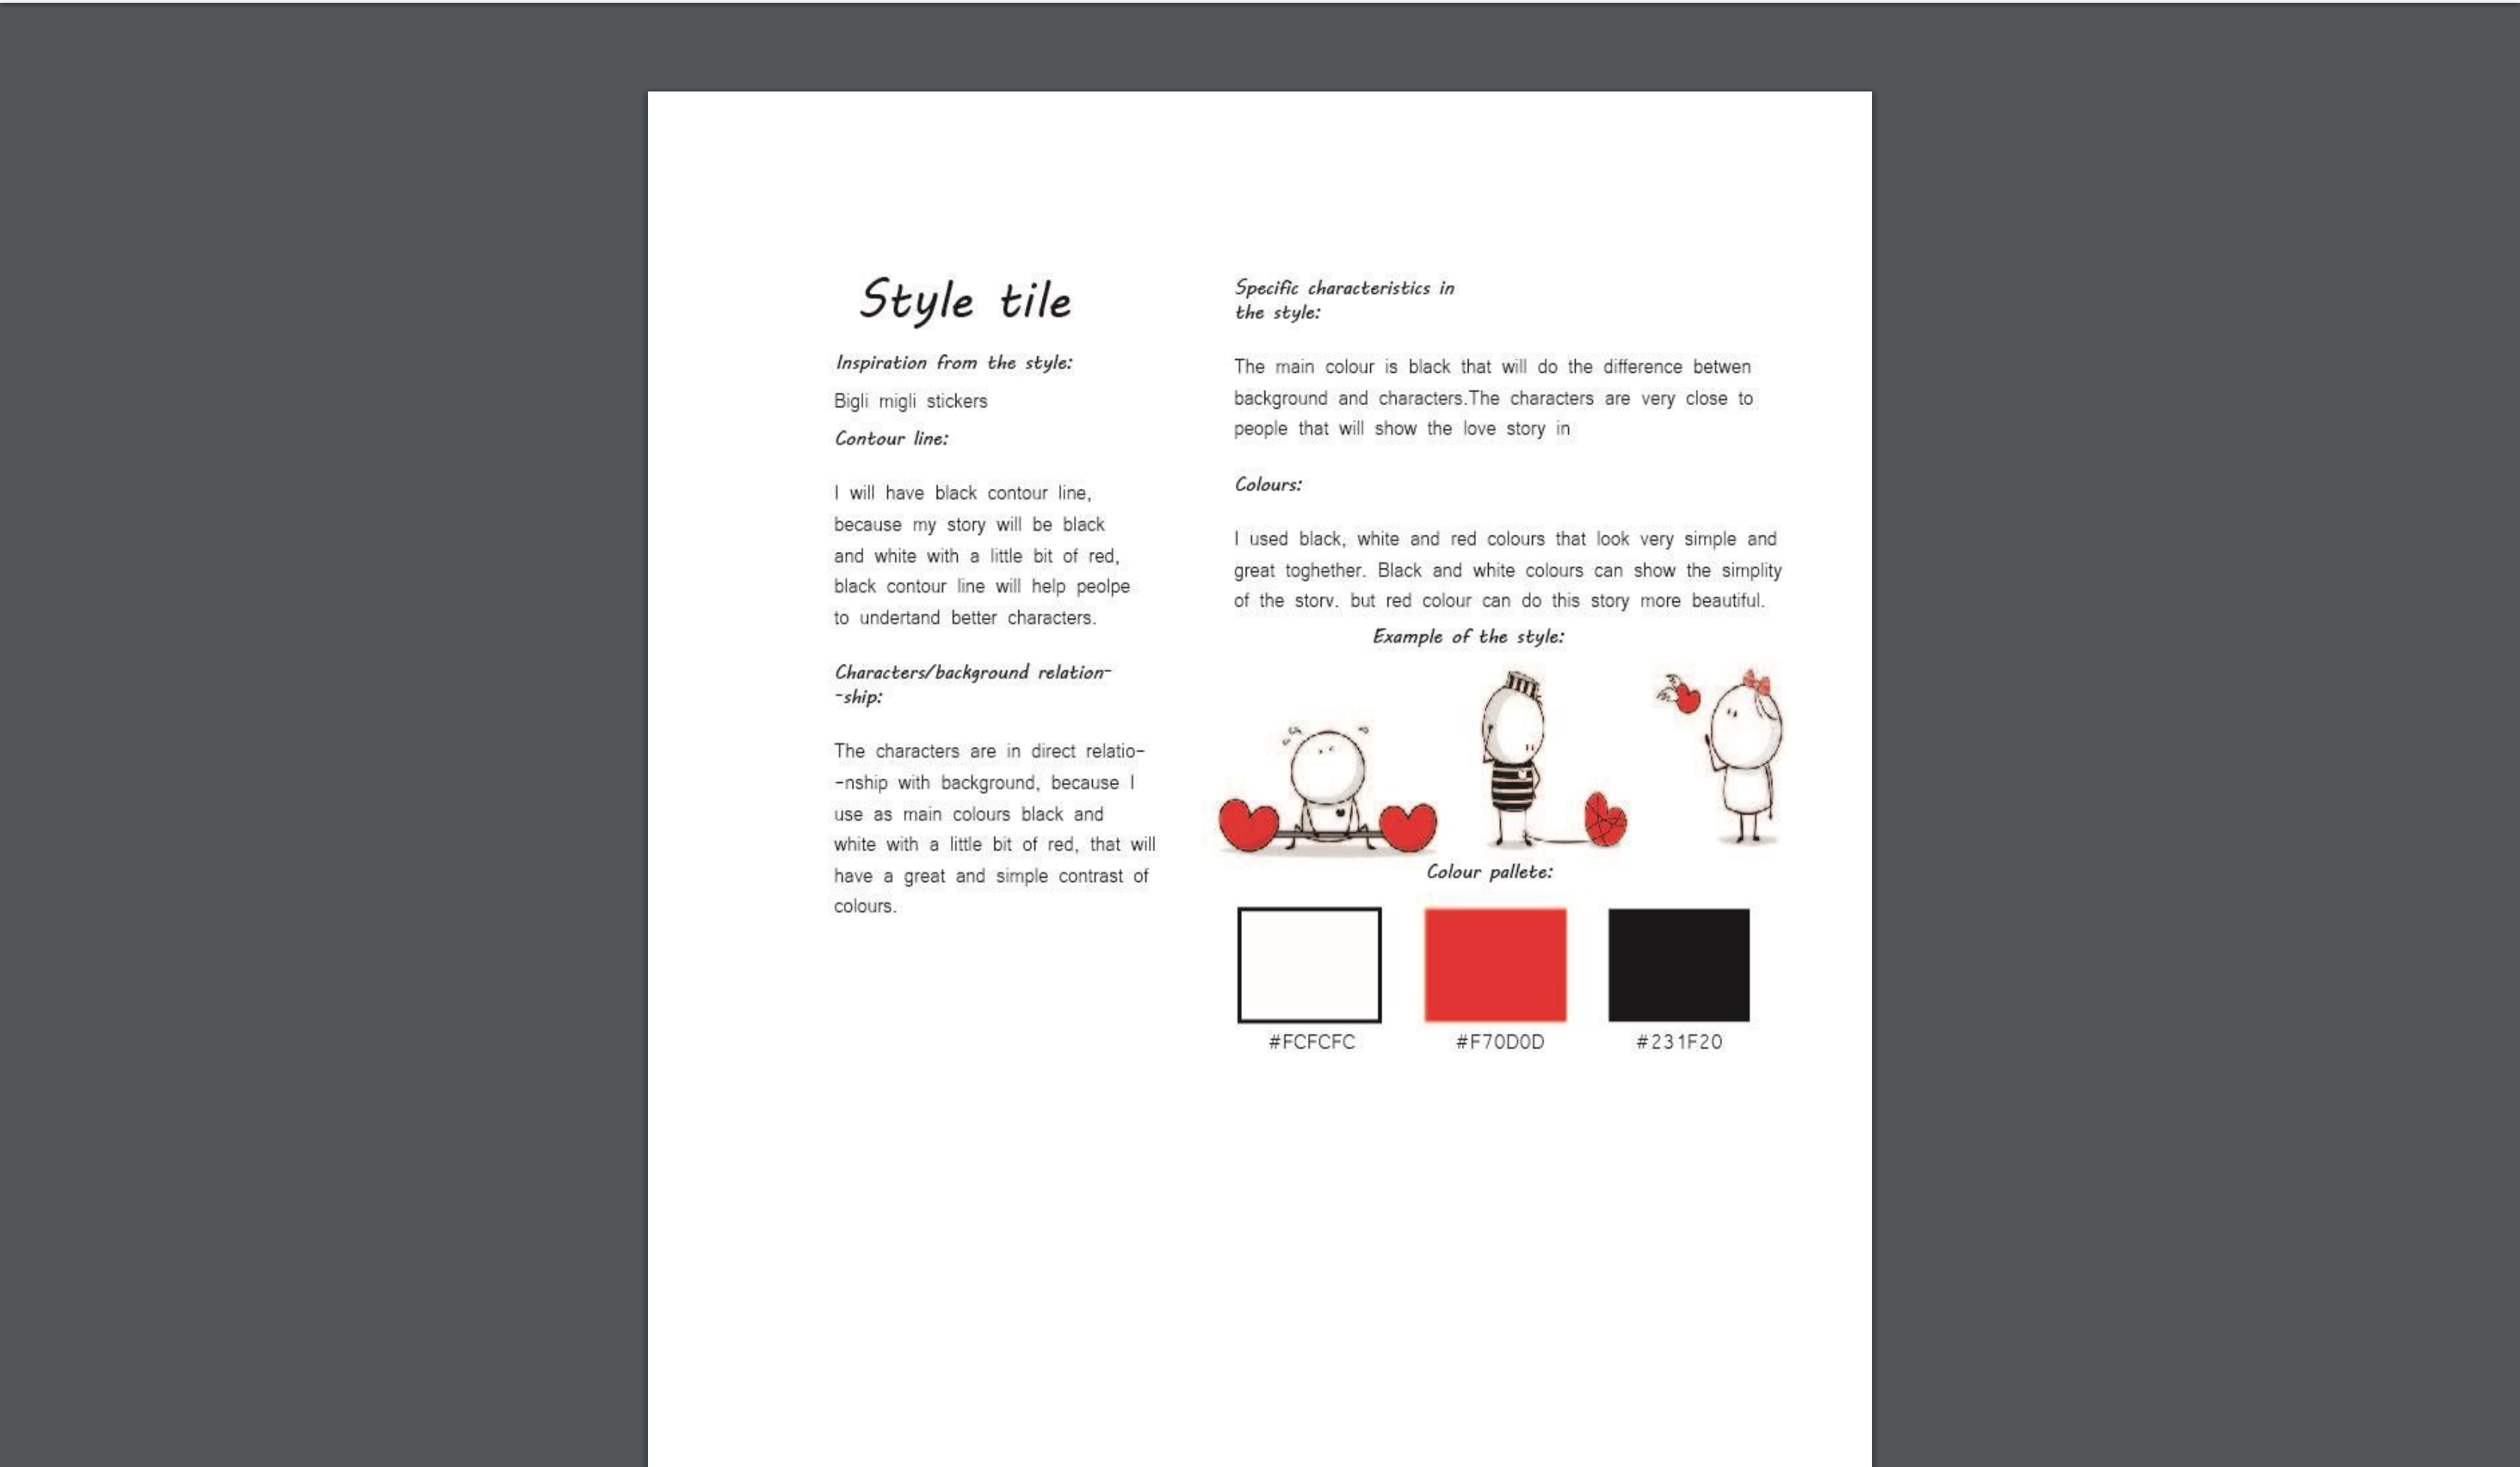 Style tile
Inspiration from the style:
Bigli migli stickers
Contour line:
I will have black contour line,
because my story will be black
and white with a little bit of red,
black contour line will help peolpe
to undertand better characters.
Characters/background relation-
-ship:
The characters are in direct relatio-
-nship with background, because I
use as main colours black and
white with a little bit of red, that will
have a great and simple contrast of
colours.
Specific characteristics in
the style:
The main colour is black that will do the difference betwen
background and characters.The characters are very close to
people that will show the love story in
Colours:
I used black, white and red colours that look very simple and
great toghether. Black and white colours can show the simplity
of the story. but red colour can do this story more beautiful.
Example of the style:
Colour pallete:
#FCFCFC #F70D0D #231F20